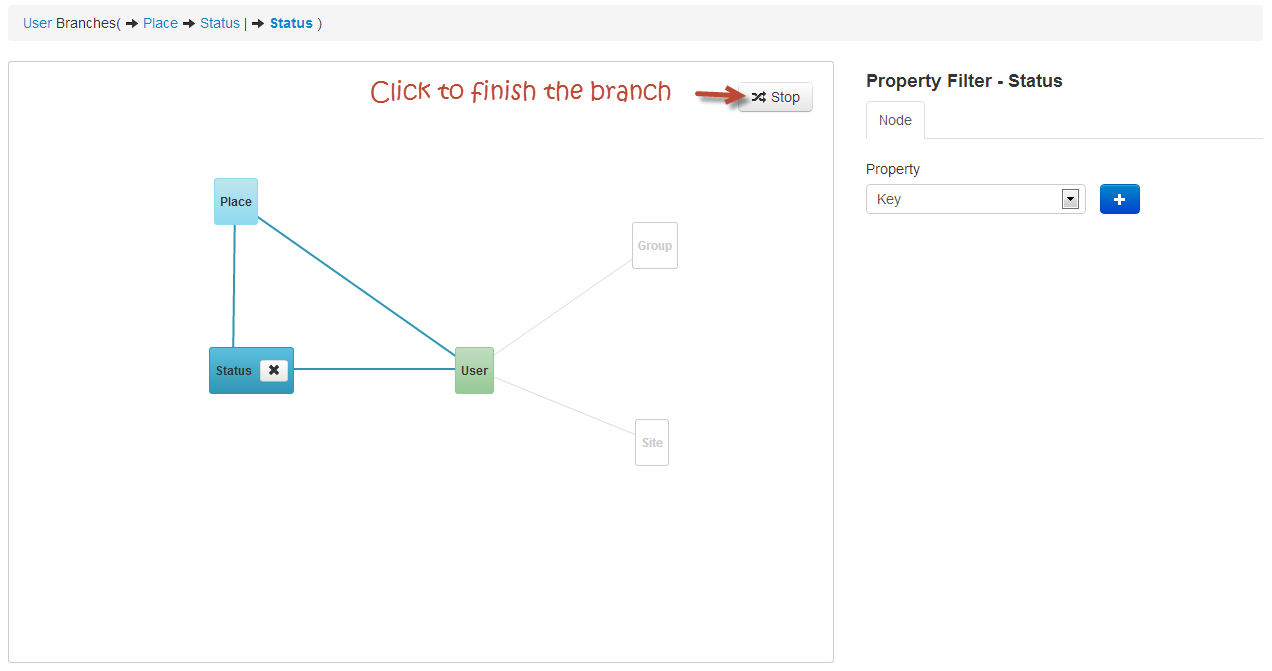 User Branches( → Place → Status | → Status )
Click to finish the branch
Stop
Property Filter - Status
Node
Property
Key
Place
Group
Status
User
Site